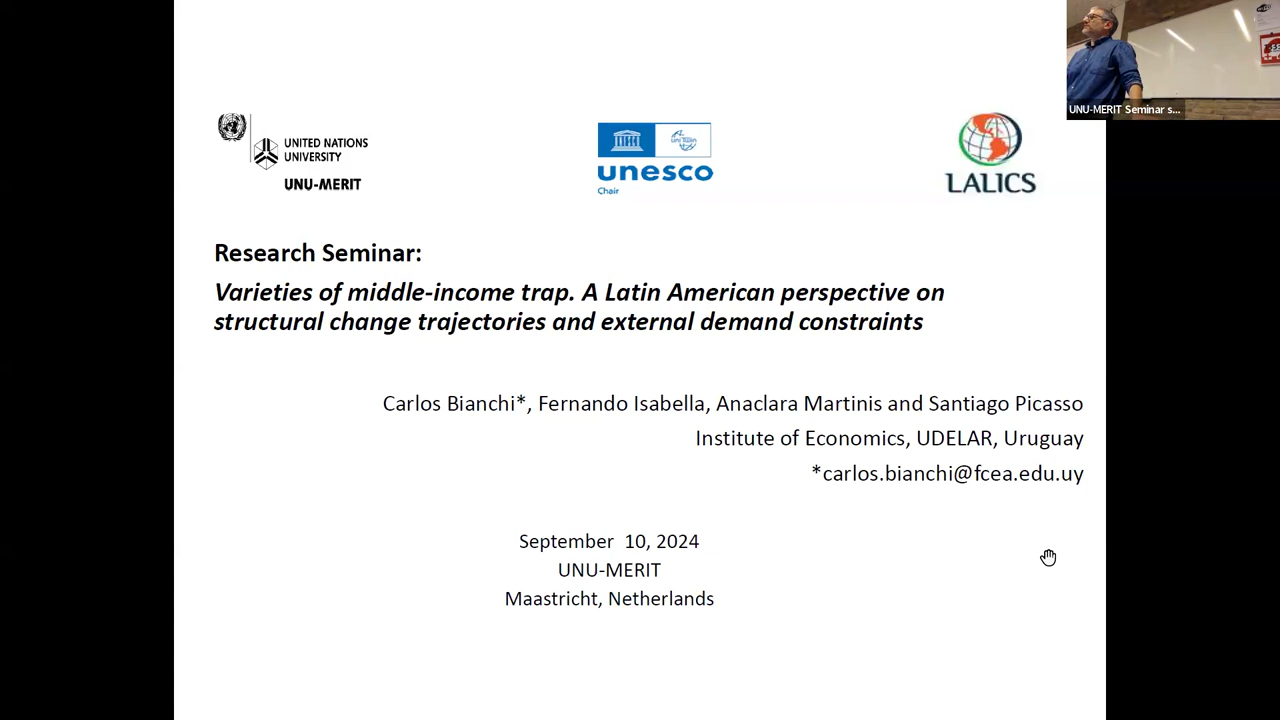 UNU-MERIT Seminar s...
UNITED NATIONS
UNIVERSITY
UNU-MERIT
unesco
Chair
LALICS
Research Seminar:
Varieties of middle-income trap. A Latin American perspective on
structural change trajectories and external demand constraints
Carlos Bianchi*, Fernando Isabella, Anaclara Martinis and Santiago Picasso
Institute of Economics, UDELAR, Uruguay
*carlos.bianchi@fcea.edu.uy
September 10, 2024
UNU-MERIT
Maastricht, Netherlands